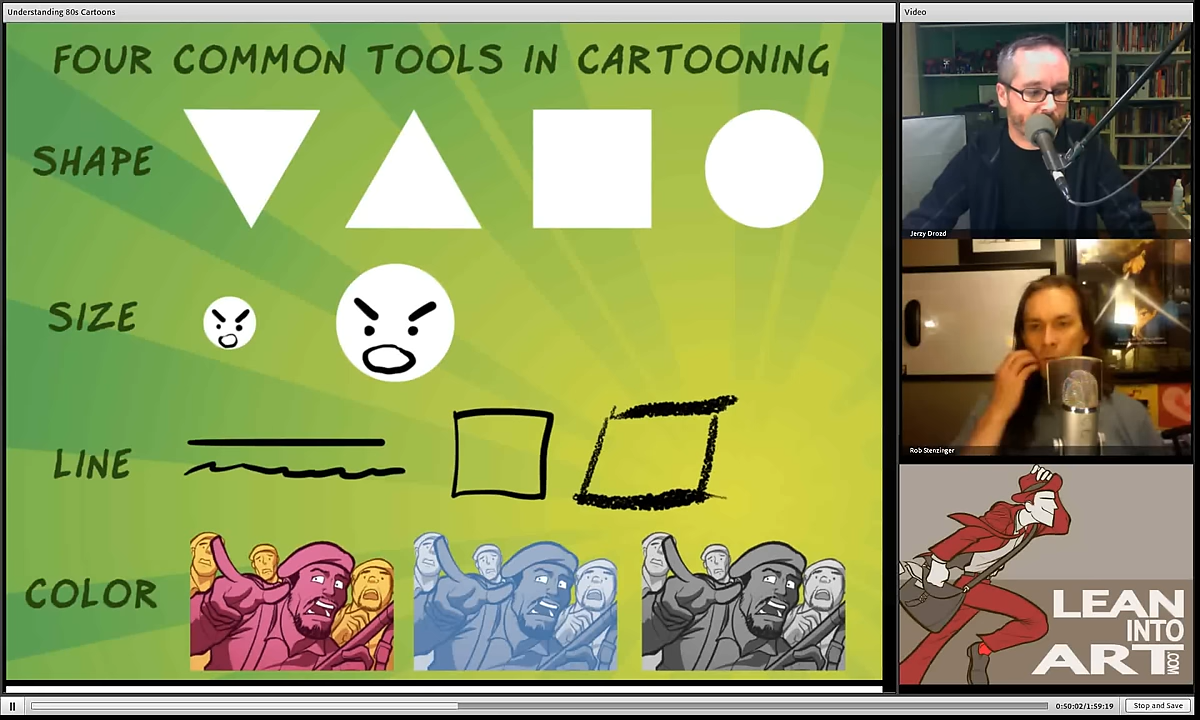 Understanding 80s Cartoons
Video
FOUR COMMON TOOLS IN CARTOONING
SHAPE
SIZE
LINE
COLOR
Jerzy Drozd
Rob Stenzinger
LEAN
INTO
ART.COM
0:50:02/1:59:19
Stop and Save